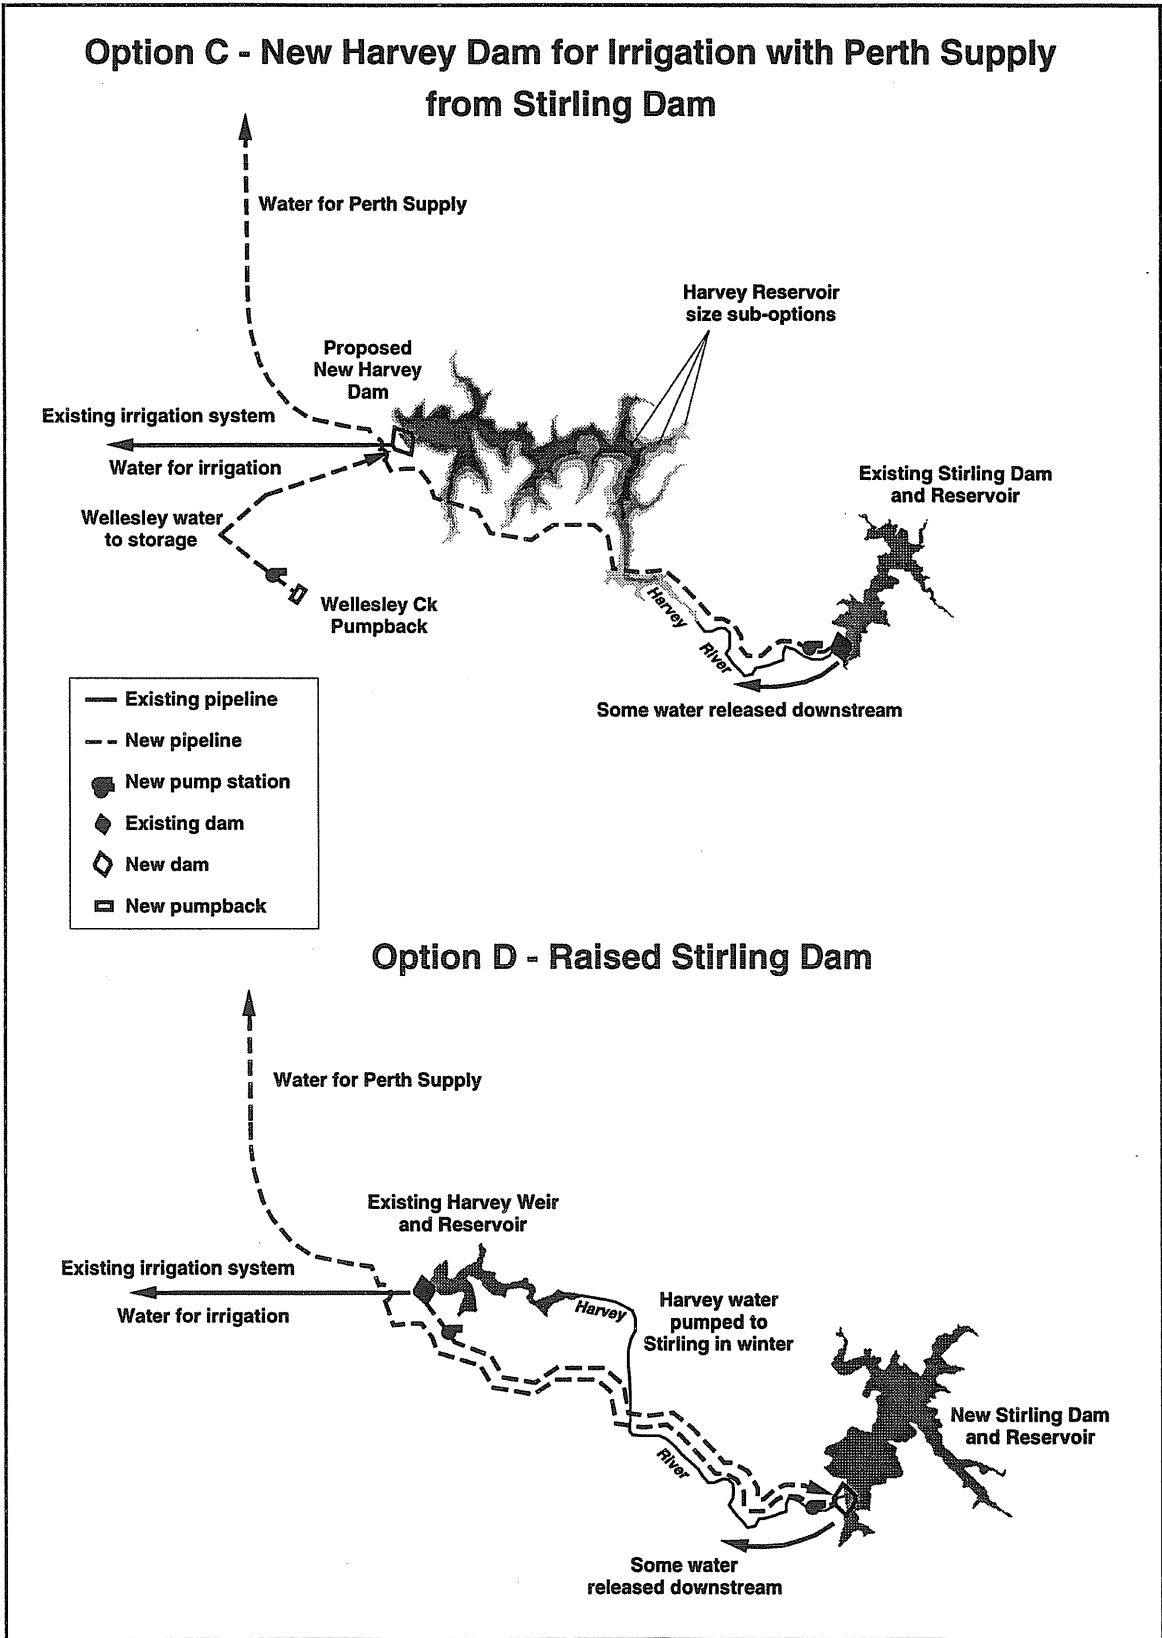 Option C - New Harvey Dam for Irrigation with Perth Supply
from Stirling Dam
Water for Perth Supply
Harvey Reservoir
size sub-options
Proposed
New Harvey
Dam
Existing irrigation system
Water for irrigation
Existing Stirling Dam
and Reservoir
Wellesley water
to storage
Wellesley Ck
Pumpback
Harvey
River
Some water released downstream
Existing pipeline
New pipeline
New pump station
Existing dam
New dam
New pumpback
Option D - Raised Stirling Dam
Water for Perth Supply
Existing Harvey Weir
and Reservoir
Existing irrigation system
Water for irrigation
Harvey
Harvey water
pumped to
Stirling in winter
New Stirling Dam
and Reservoir
River
Some water
released downstream